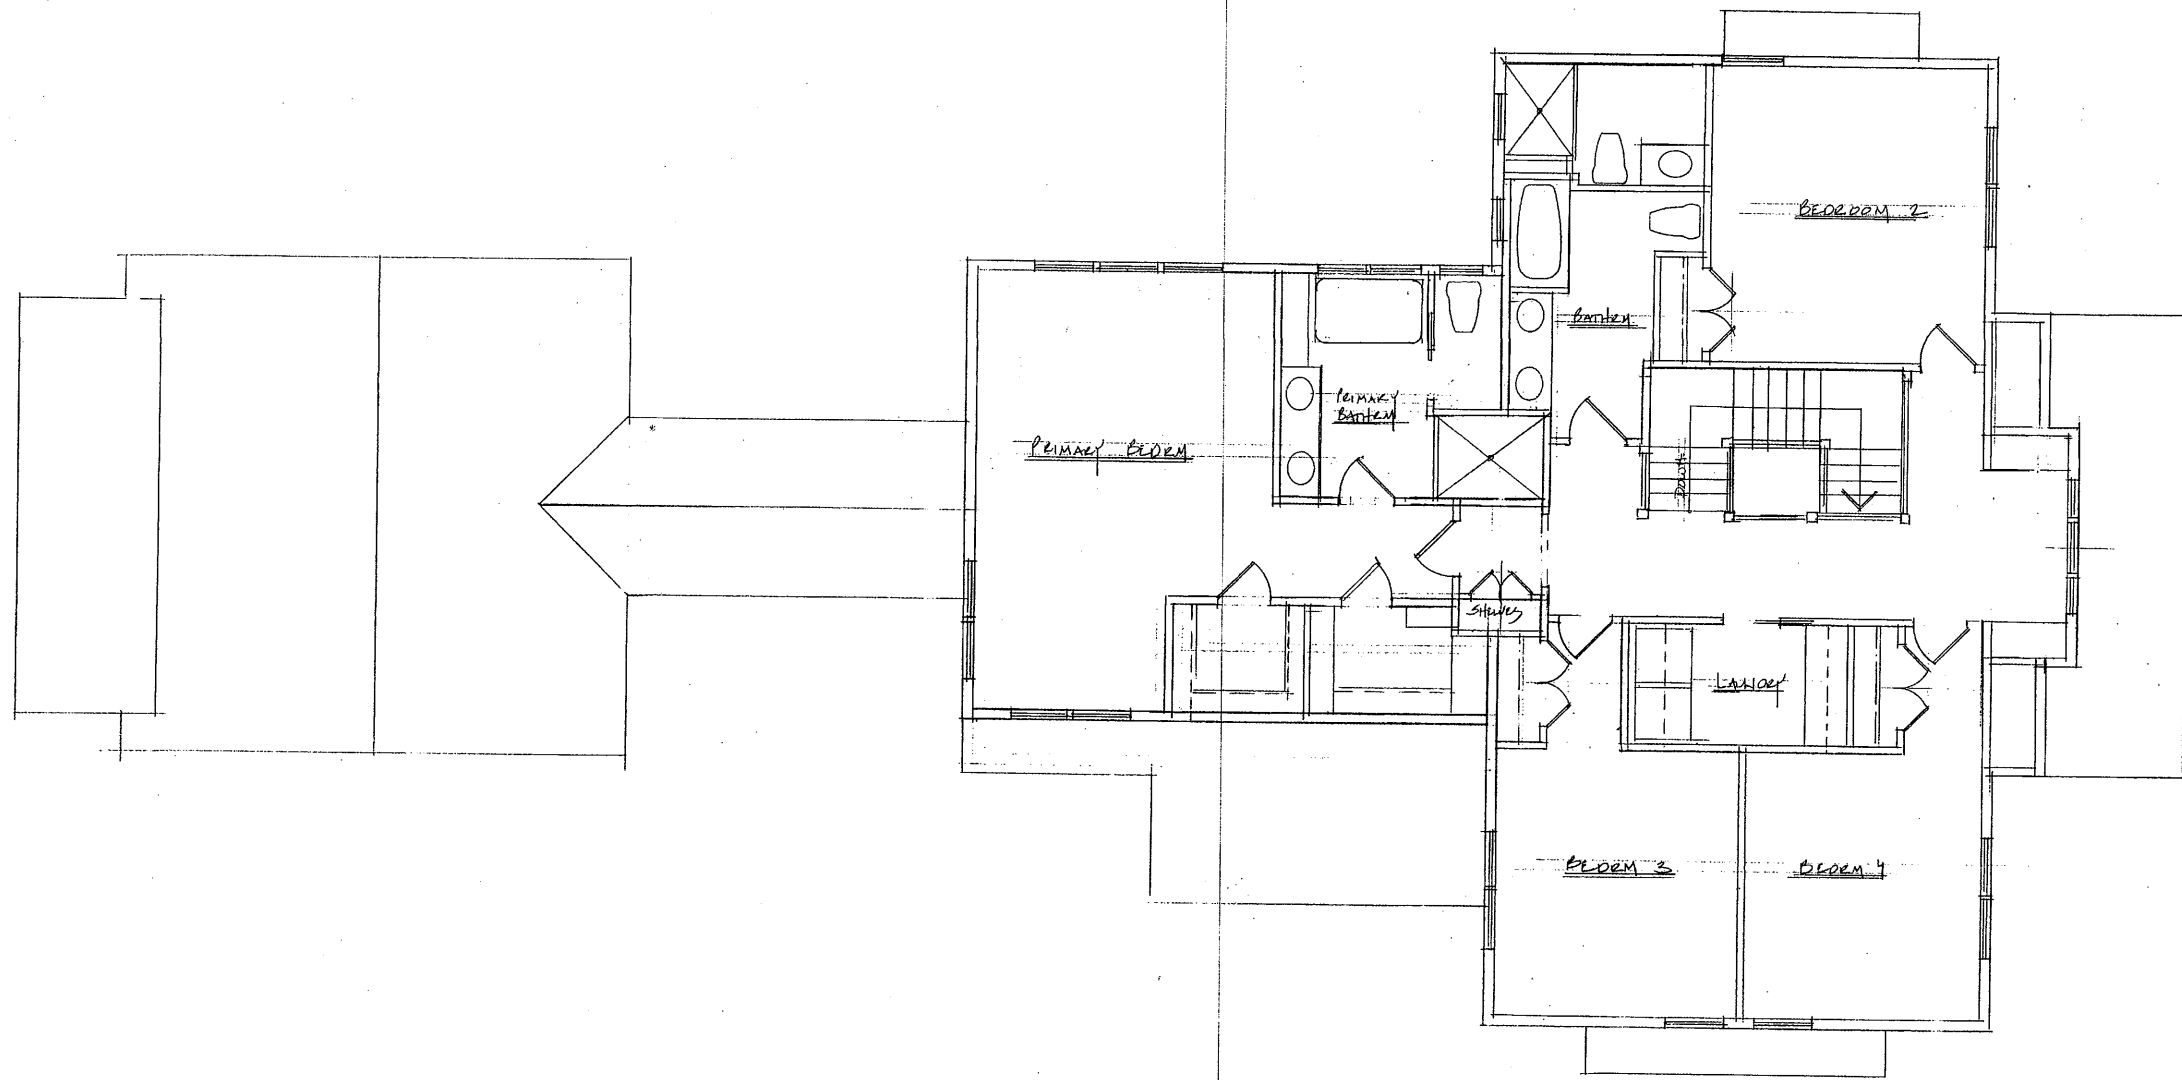 BEDROOM 2
BATHRM
PRIMARY
BATHRM
PRIMARY BEDRM
DOWN
SHELVES
LAUNDRY
BEDRM 3
BEDRM 4